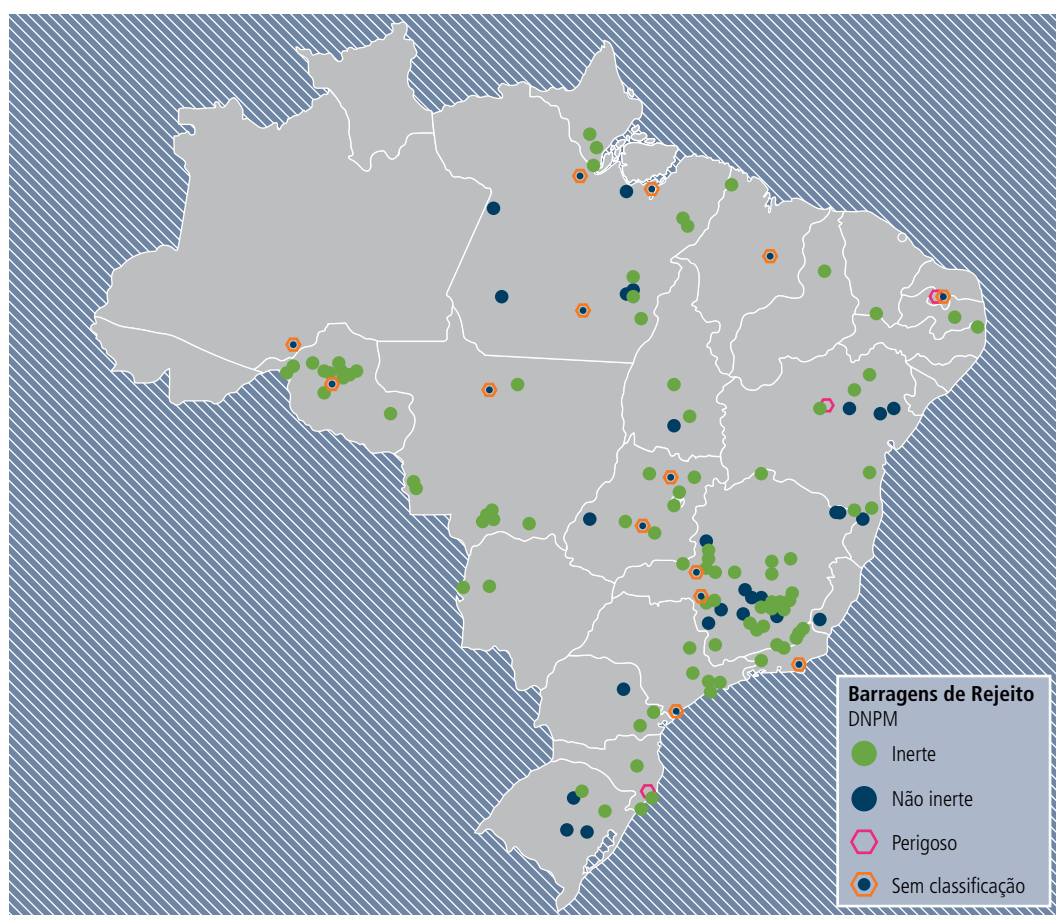 Barragens de Rejeito
DNPM
Inerte
Não inerte
Perigoso
Sem classificação